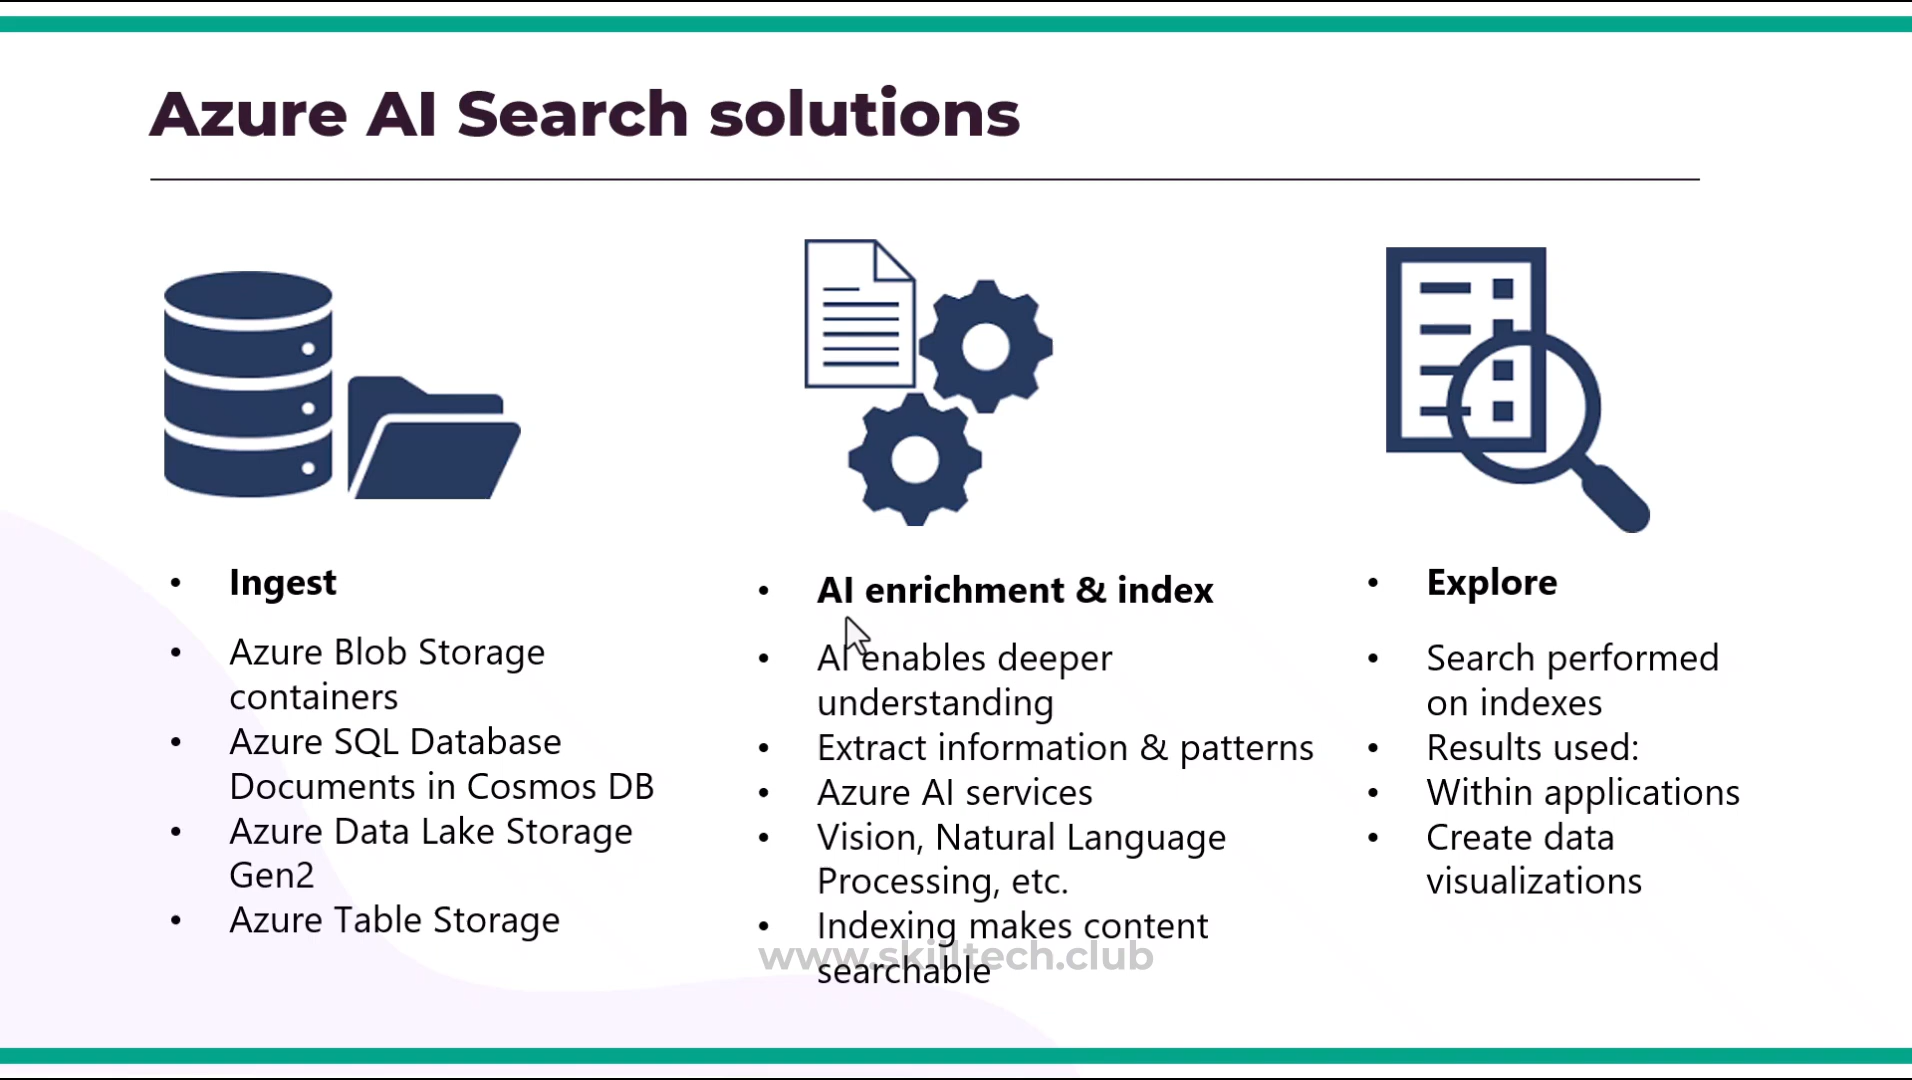 Azure AI Search solutions
• Ingest
• Azure Blob Storage
containers
• Azure SQL Database
Documents in Cosmos DB
• Azure Data Lake Storage
Gen2
• Azure Table Storage
• AI enrichment & index
• AI enables deeper
understanding
• Extract information & patterns
• Azure AI services
• Vision, Natural Language
Processing, etc.
• Indexing makes content
searchable
• Explore
• Search performed
on indexes
• Results used:
• Within applications
• Create data
visualizations
www.skilltech.club